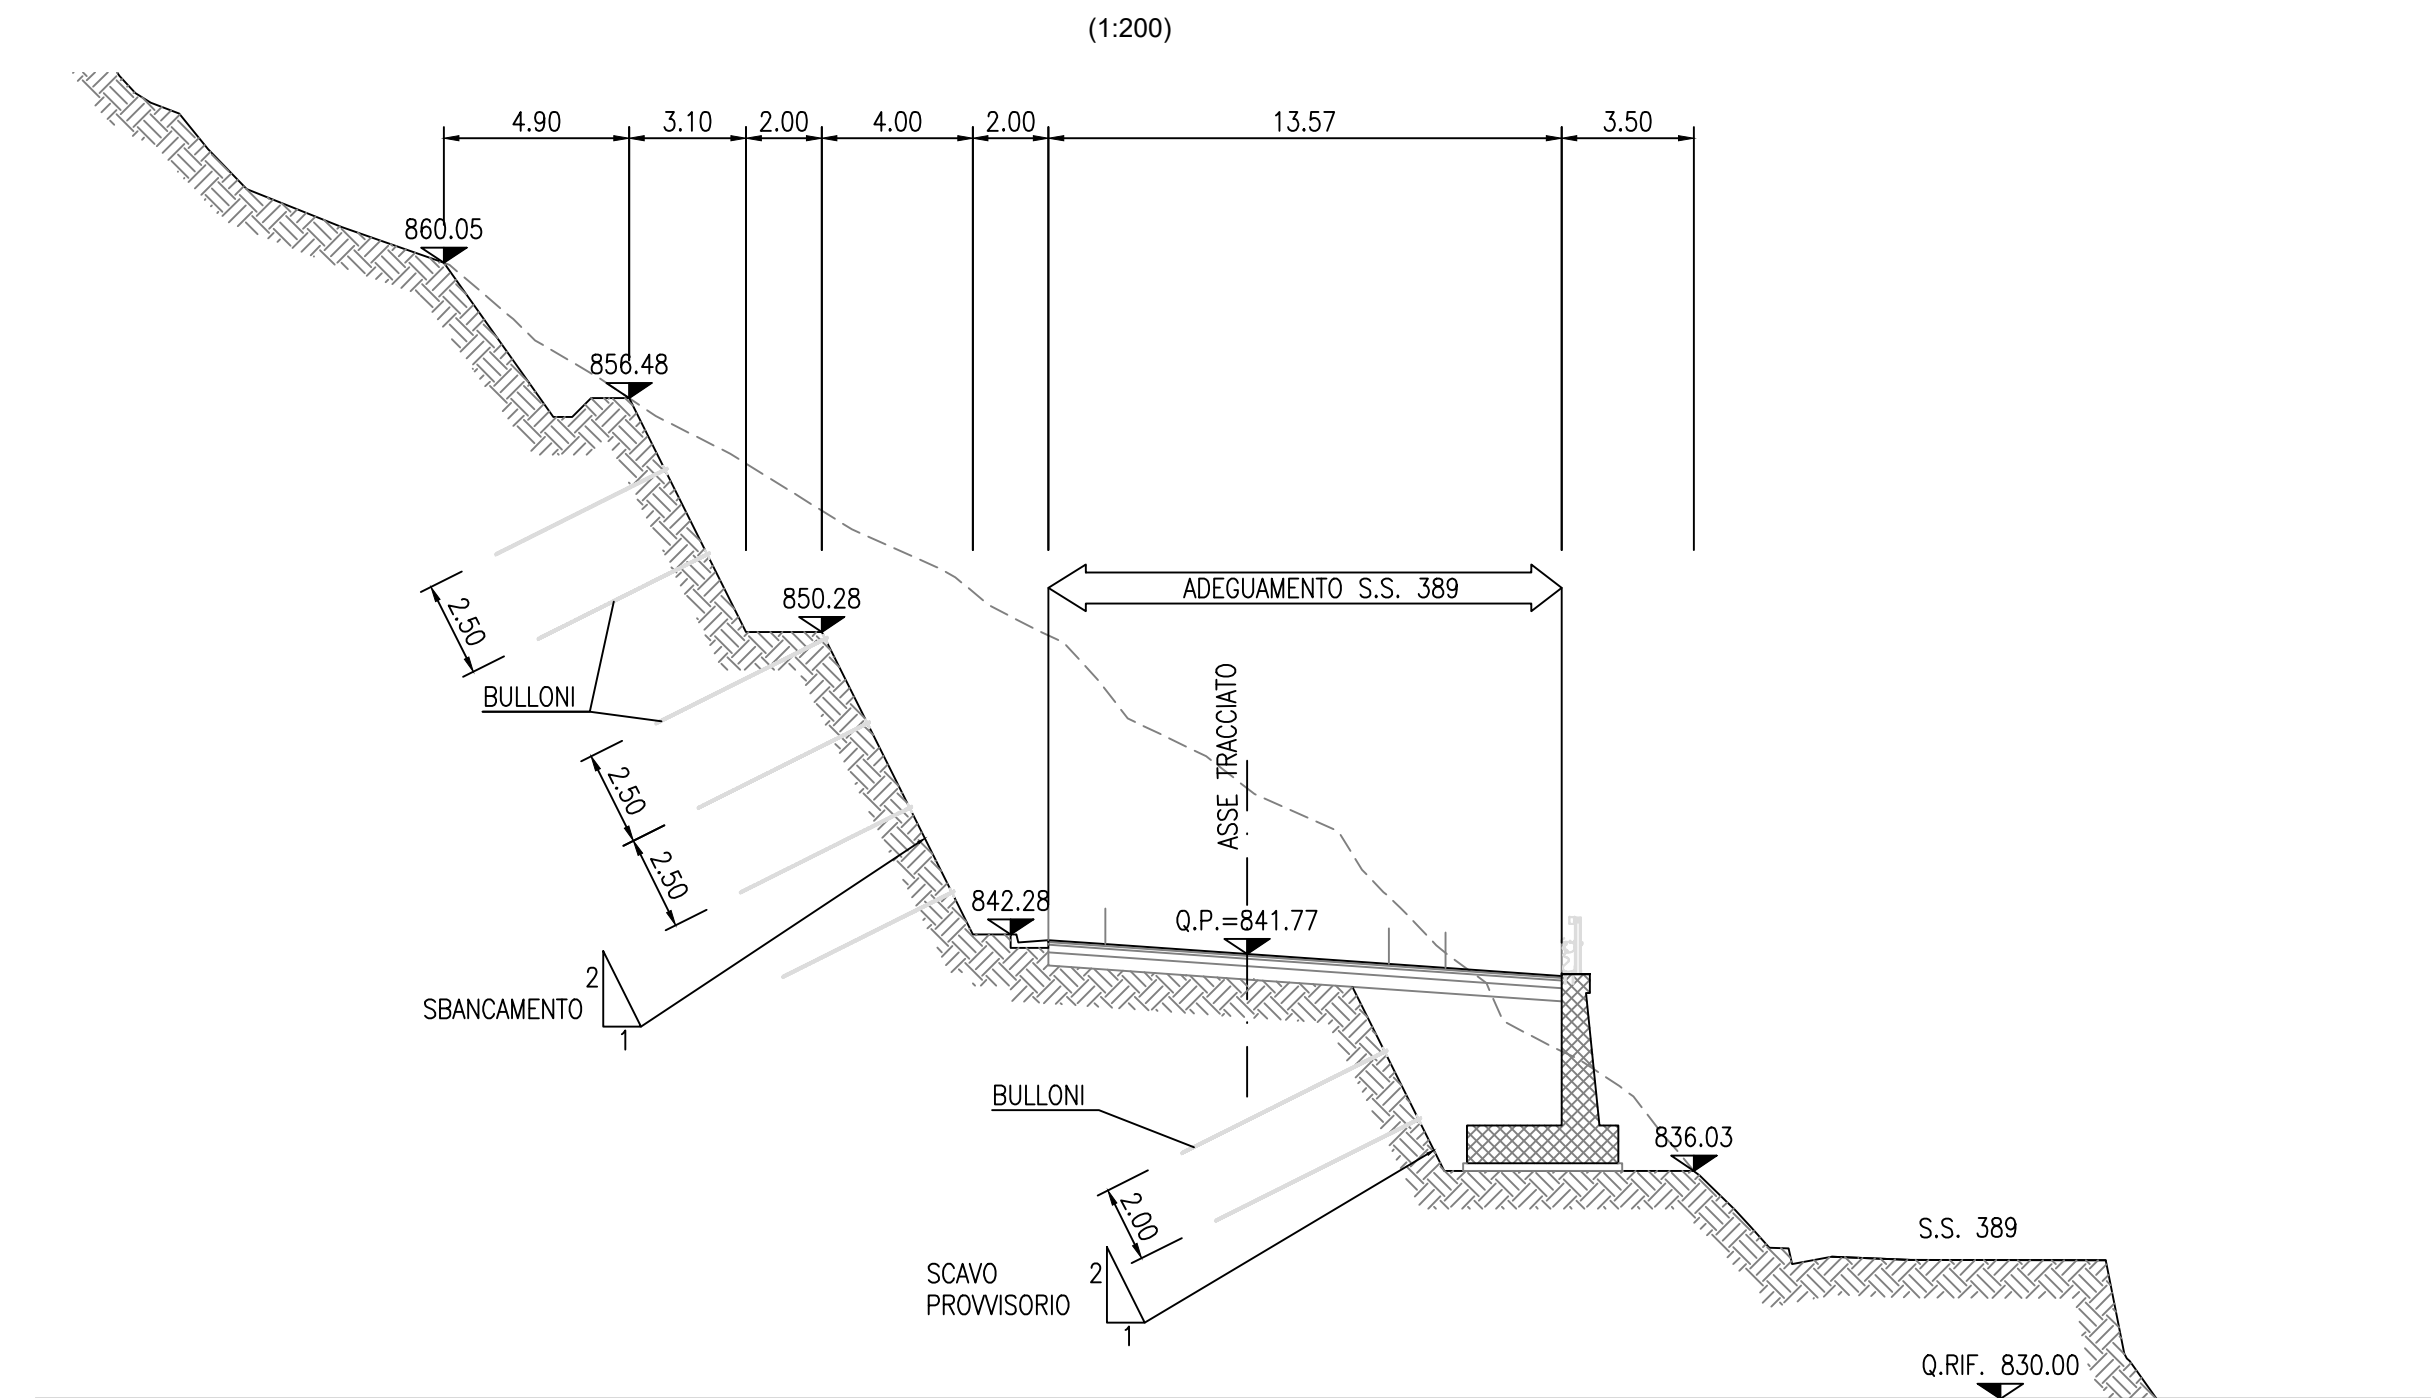 (1:200)
4.90
3.10
2.00
4.00
2.00
13.57
3.50
860.05
856.48
850.28
ADEGUAMENTO S.S. 389
2.50
BULLONI
ASSE TRACCIATO
2.50
2.50
842.28
Q.P.=841.77
2
SBANCAMENTO
1
BULLONI
836.03
2.00
S.S. 389
SCAVO
PROVVISORIO
2
1
Q.RIF. 830.00